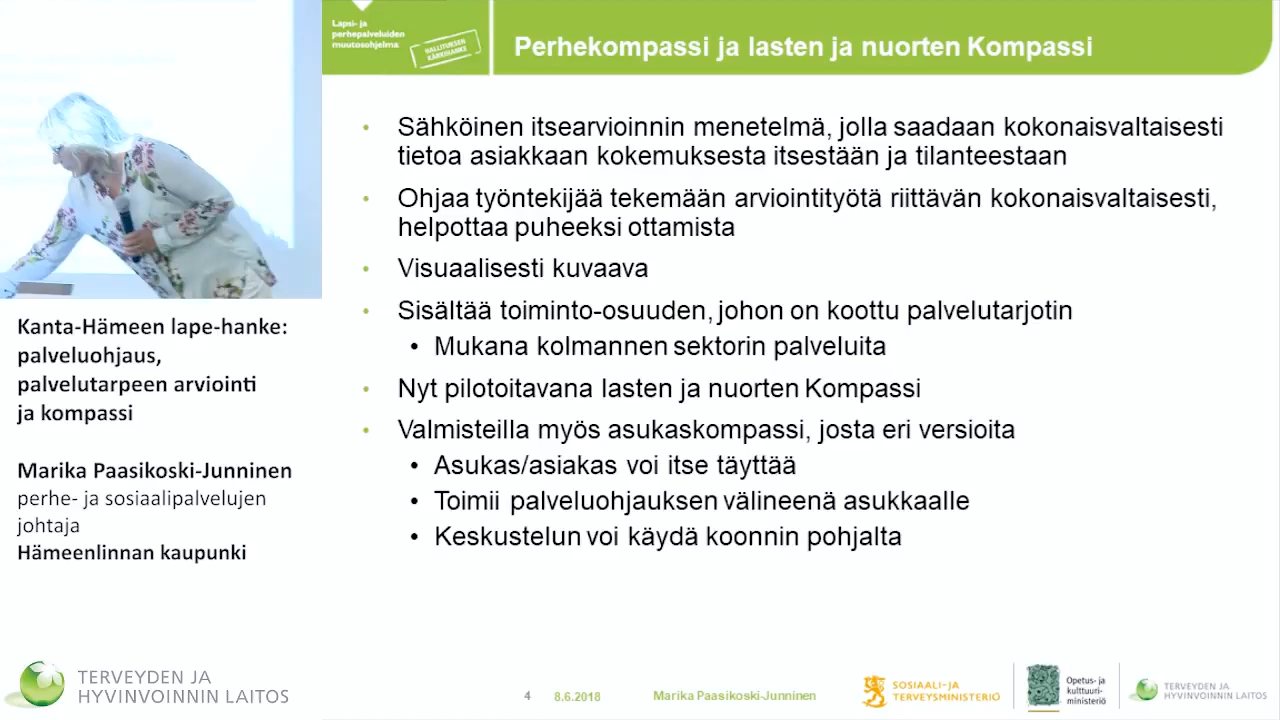 Lapsi- ja
perhepalveluiden
muutosohjelma
HALLITUKSEN
KÄRKIHANKE
Perhekompassi ja lasten ja nuorten Kompassi
• Sähköinen itsearvioinnin menetelmä, jolla saadaan kokonaisvaltaisesti
tietoa asiakkaan kokemuksesta itsestään ja tilanteestaan
• Ohjaa työntekijää tekemään arviointityötä riittävän kokonaisvaltaisesti,
helpottaa puheeksi ottamista
• Visuaalisesti kuvaava
• Sisältää toiminto-osuuden, johon on koottu palvelutarjotin
• Mukana kolmannen sektorin palveluita
• Nyt pilotoitavana lasten ja nuorten Kompassi
• Valmisteilla myös asukaskompassi, josta eri versioita
• Asukas/asiakas voi itse täyttää
• Toimii palveluohjauksen välineenä asukkaalle
• Keskustelun voi käydä koonnin pohjalta
Kanta-Hämeen lape-hanke:
palveluohjaus,
palvelutarpeen arviointi
ja kompassi
Marika Paasikoski-Junninen
perhe- ja sosiaalipalvelujen
johtaja
Hämeenlinnan kaupunki
TERVEYDEN JA
HYVINVOINNIN LAITOS
4
8.6.2018
Marika Paasikoski-Junninen
SOSIAALI- JA
TERVEYSMINISTERIÖ
Opetus- ja
kulttuuri-
ministeriö
TERVEYDEN JA
HYVINVOINNIN LAITOS